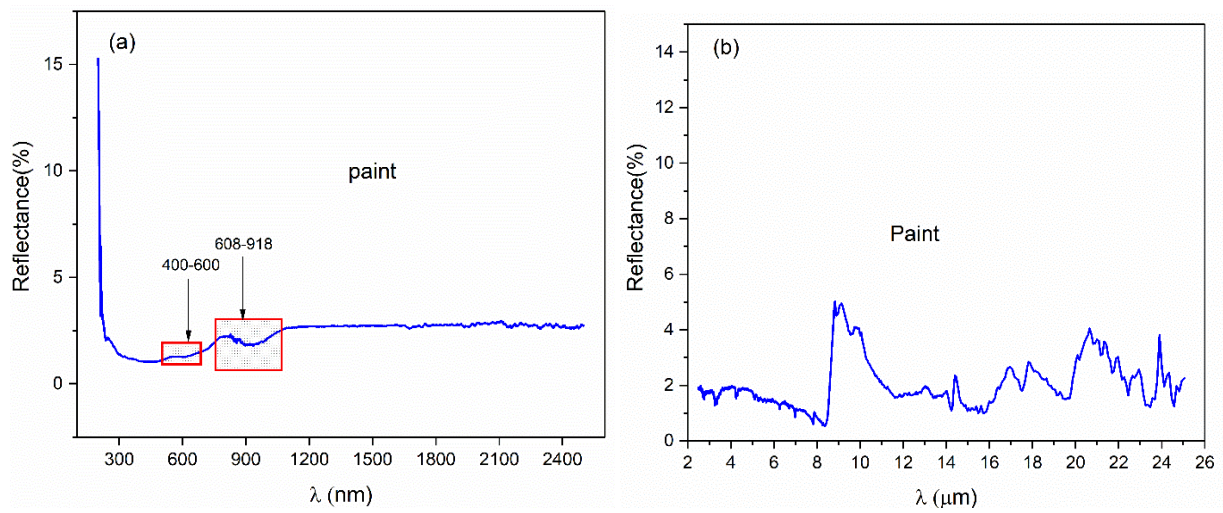 (a)
paint
608-918
400-600
Reflectance(%)
15
10
5
0
300 600 900 1200 1500 1800 2100 2400
λ (nm)
(b)
Paint
Reflectance(%)
14
12
10
8
6
4
2
0
2 4 6 8 10 12 14 16 18 20 22 24 26
λ (μm)